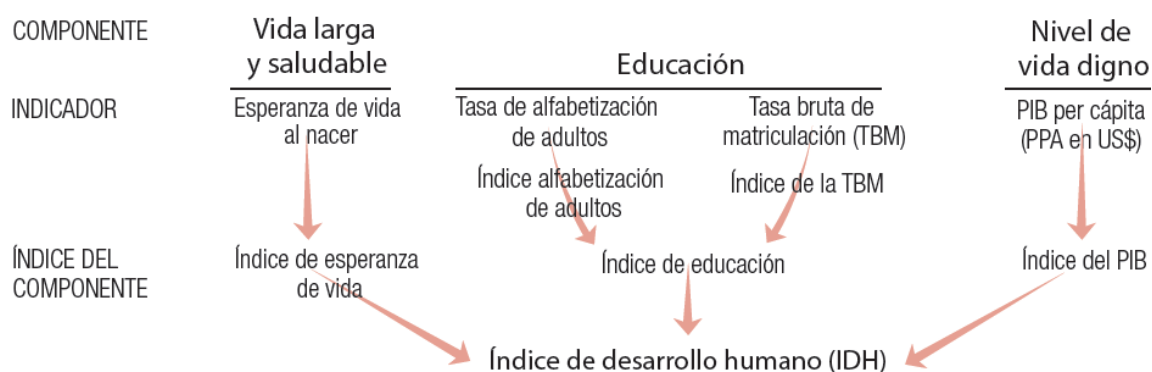 COMPONENTE
Vida larga
y saludable
Educación
Nivel de
vida digno
INDICADOR
Esperanza de vida
al nacer
Tasa de alfabetización
de adultos
Tasa bruta de
matriculación (TBM)
PIB per cápita
(PPA en US$)
Índice alfabetización
de adultos
Índice de la TBM
ÍNDICE DEL
COMPONENTE
Índice de esperanza
de vida
Índice de educación
Índice del PIB
Índice de desarrollo humano (IDH)